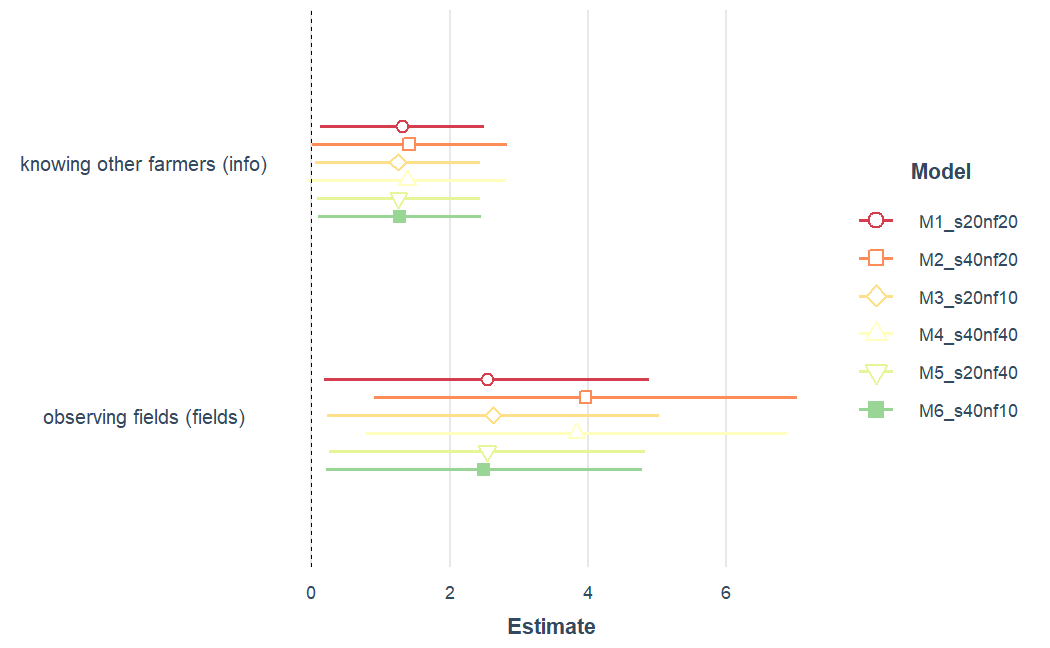 knowing other farmers (info)
observing fields (fields)
0 2 4 6
Estimate
Model
M1_s20nf20
M2_s40nf20
M3_s20nf10
M4_s40nf40
M5_s20nf40
M6_s40nf10